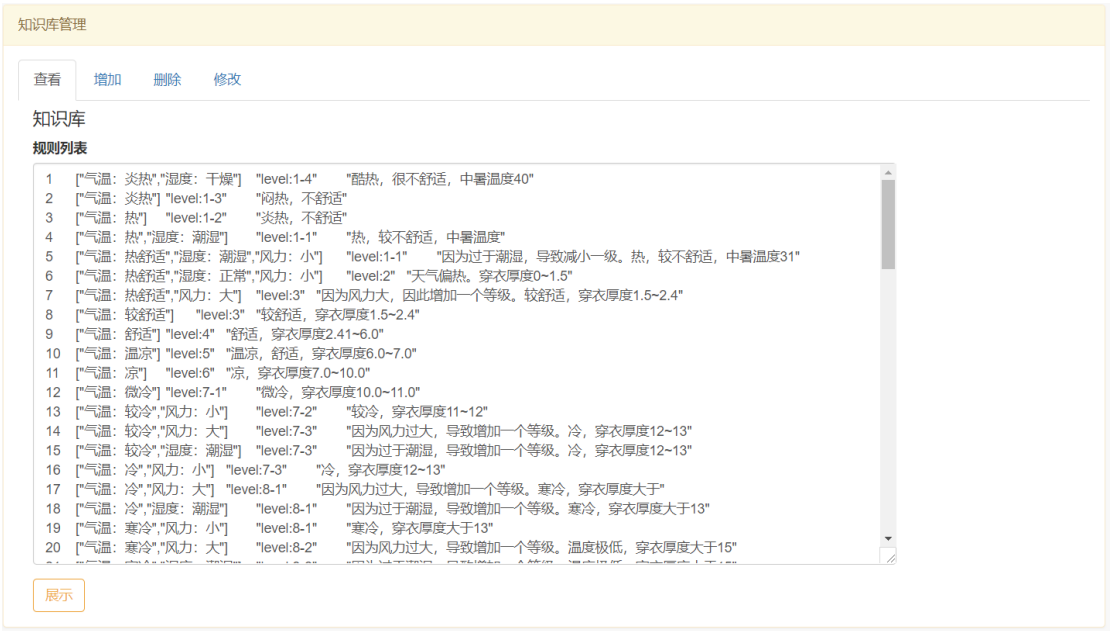 知识库管理
查看 增加 删除 修改
知识库
规则列表
1 ["气温：炎热","湿度：干燥"] "level:1-4" "酷热，很不舒适，中暑温度40"
2 ["气温：炎热"] "level:1-3" "闷热，不舒适"
3 ["气温：热"] "level:1-2" "炎热，不舒适"
4 ["气温：热","湿度：潮湿"] "level:1-1" "热，较不舒适，中暑温度"
5 ["气温：热舒适","湿度：潮湿","风力：小"] "level:1-1" "因为过于潮湿，导致减小一级。热，较不舒适，中暑温度31"
6 ["气温：热舒适","湿度：正常","风力：小"] "level:2" "天气偏热。穿衣厚度0~1.5"
7 ["气温：热舒适","风力：大"] "level:3" "因为风力大，因此增加一个等级。较舒适，穿衣厚度1.5~2.4"
8 ["气温：较舒适"] "level:3" "较舒适，穿衣厚度1.5~2.4"
9 ["气温：舒适"] "level:4" "舒适，穿衣厚度2.41~6.0"
10 ["气温：温凉"] "level:5" "温凉，舒适，穿衣厚度6.0~7.0"
11 ["气温：凉"] "level:6" "凉，穿衣厚度7.0~10.0"
12 ["气温：微冷"] "level:7-1" "微冷，穿衣厚度10.0~11.0"
13 ["气温：较冷","风力：小"] "level:7-2" "较冷，穿衣厚度11~12"
14 ["气温：较冷","风力：大"] "level:7-3" "因为风力过大，导致增加一个等级。冷，穿衣厚度12~13"
15 ["气温：较冷","湿度：潮湿"] "level:7-3" "因为过于潮湿，导致增加一个等级。冷，穿衣厚度12~13"
16 ["气温：冷","风力：小"] "level:7-3" "冷，穿衣厚度12~13"
17 ["气温：冷","风力：大"] "level:8-1" "因为风力过大，导致增加一个等级。寒冷，穿衣厚度大于"
18 ["气温：冷","湿度：潮湿"] "level:8-1" "因为过于潮湿，导致增加一个等级。寒冷，穿衣厚度大于13"
19 ["气温：寒冷","风力：小"] "level:8-1" "寒冷，穿衣厚度大于13"
20 ["气温：寒冷","风力：大"] "level:8-2" "因为风力过大，导致增加一个等级。温度极低，穿衣厚度大于15"
展示